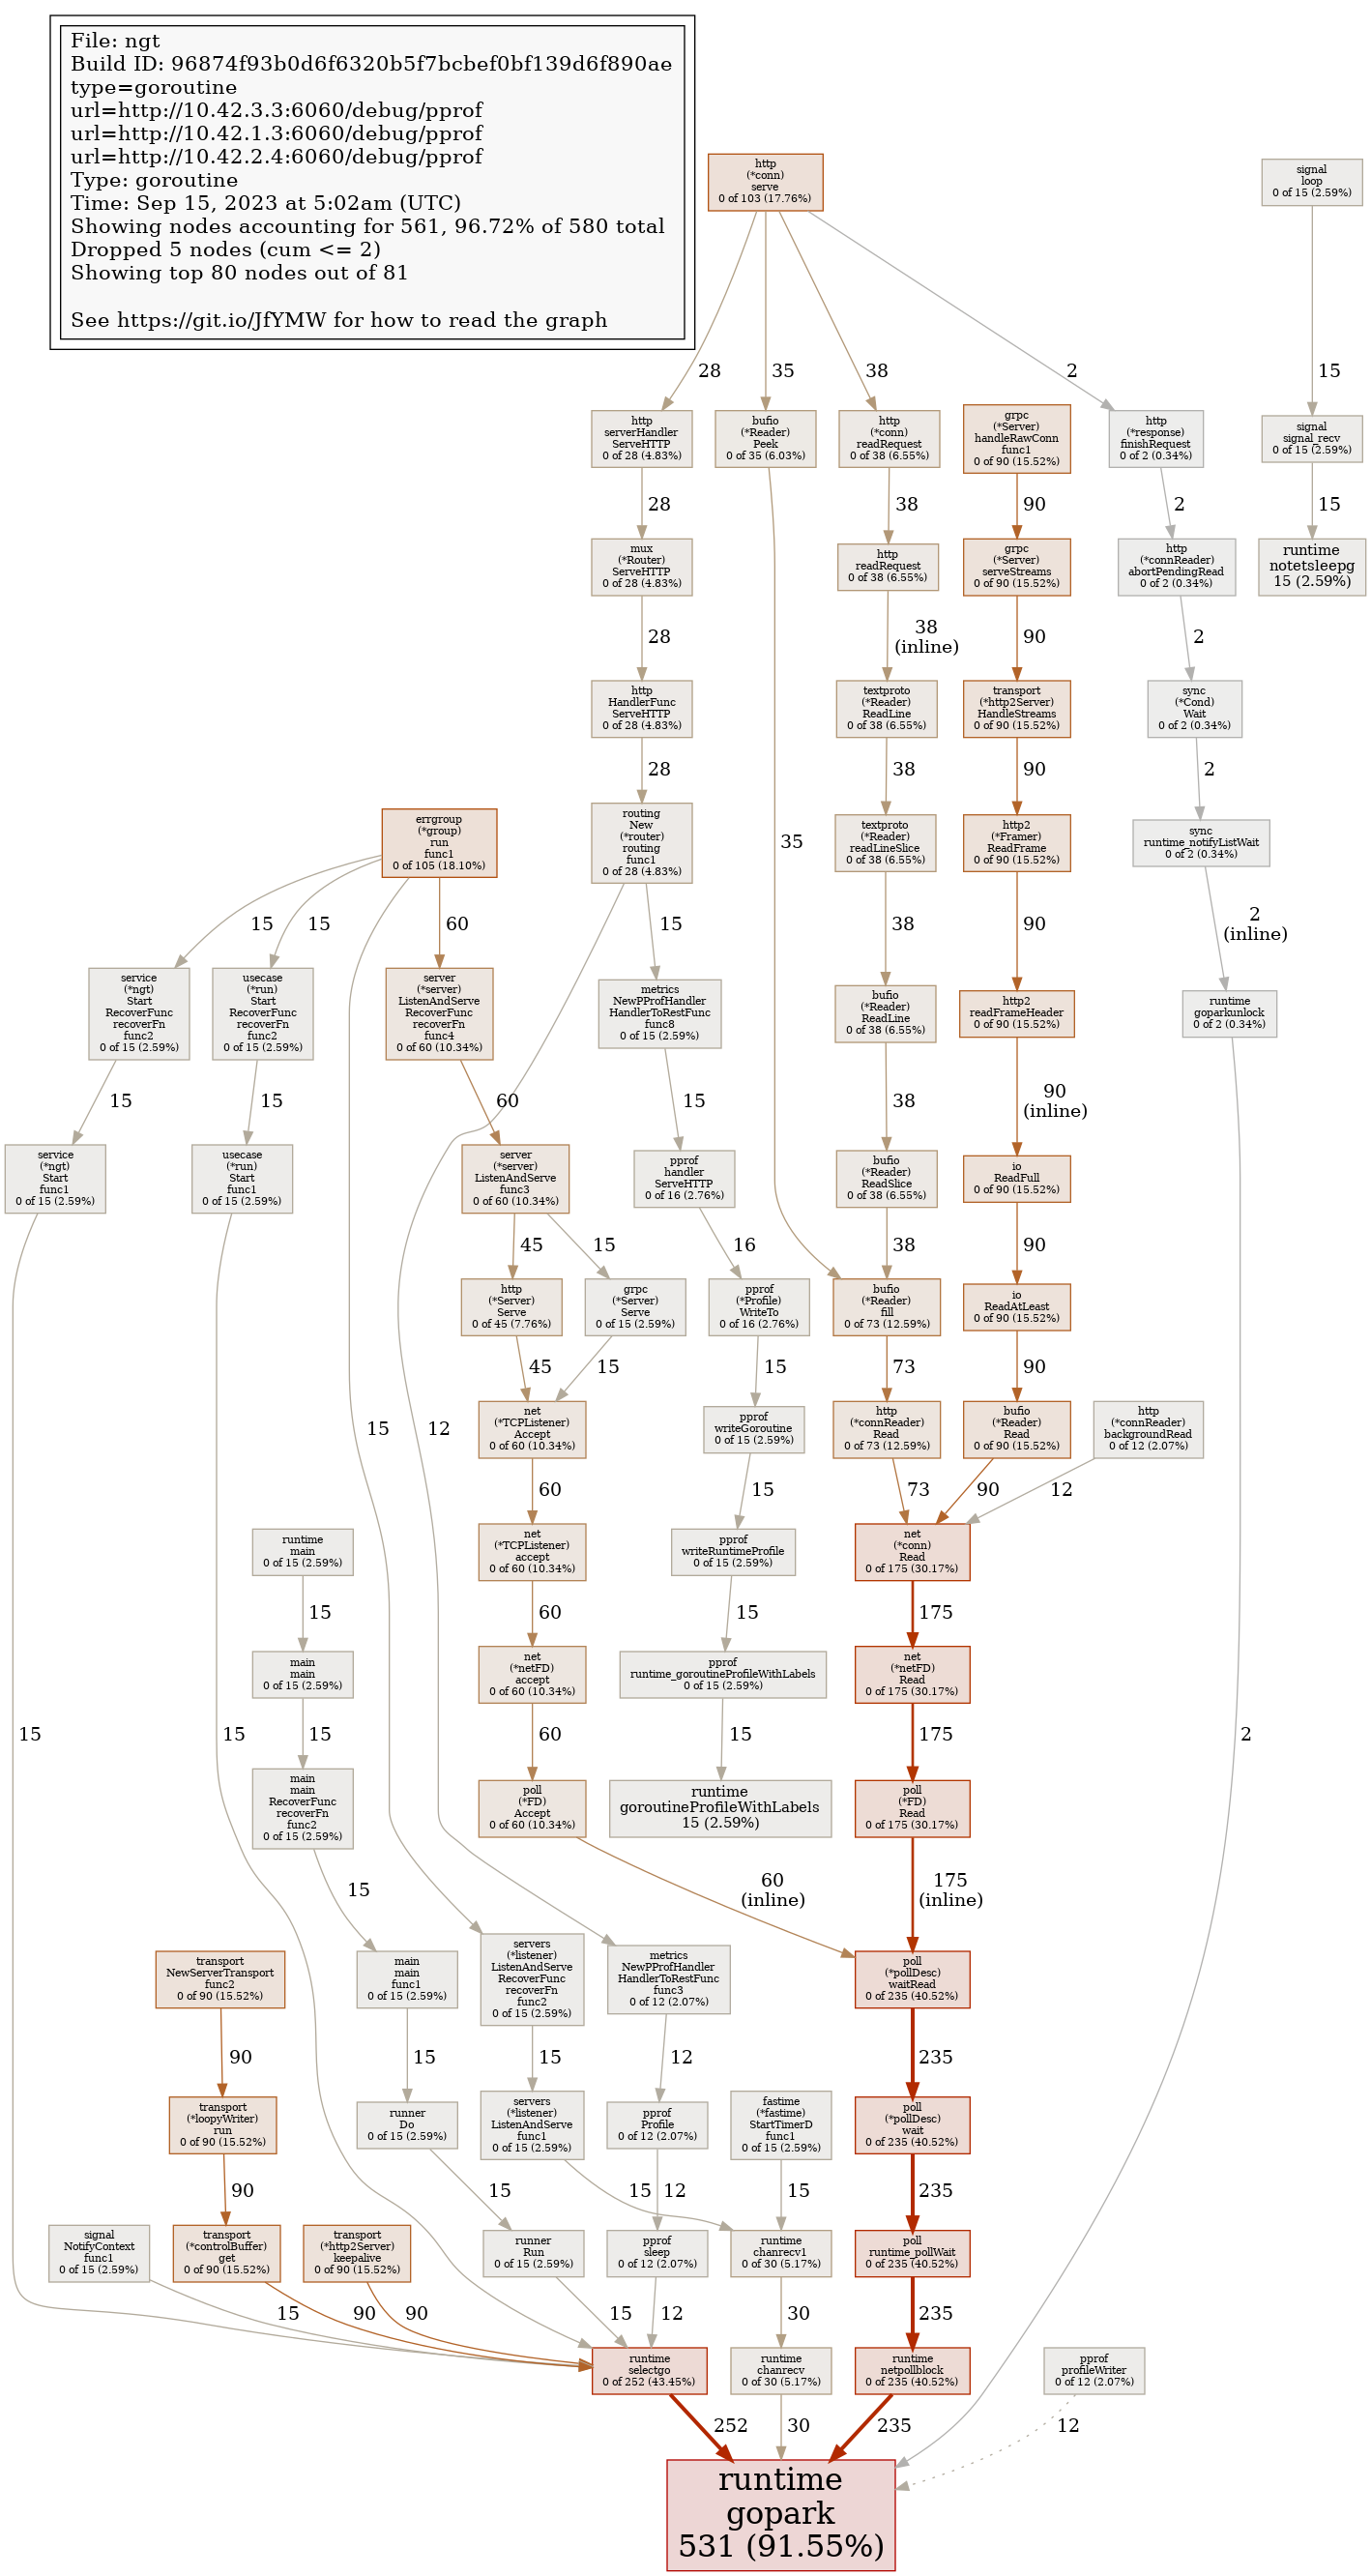 File: ngt
Build ID: 96874f93b0d6f6320b5f7bcbef0bf139d6f890ae
type=goroutine
url=http://10.42.3.3:6060/debug/pprof
url=http://10.42.1.3:6060/debug/pprof
url=http://10.42.2.4:6060/debug/pprof
Type: goroutine
Time: Sep 15, 2023 at 5:02am (UTC)
Showing nodes accounting for 561, 96.72% of 580 total
Dropped 5 nodes (cum <= 2)
Showing top 80 nodes out of 81
See https://git.io/JfYMW for how to read the graph
http
(*conn)
serve
0 of 103 (17.76%)
signal
loop
0 of 15 (2.59%)
28
35
38
2
15
http
serverHandler
ServeHTTP
0 of 28 (4.83%)
bufio
(*Reader)
Peek
0 of 35 (6.03%)
http
(*conn)
readRequest
0 of 38 (6.55%)
grpc
(*Server)
handleRawConn
func1
0 of 90 (15.52%)
http
(*response)
finishRequest
0 of 2 (0.34%)
signal
signal_recv
0 of 15 (2.59%)
28
38
90
2
15
mux
(*Router)
ServeHTTP
0 of 28 (4.83%)
http
readRequest
0 of 38 (6.55%)
grpc
(*Server)
serveStreams
0 of 90 (15.52%)
http
(*connReader)
abortPendingRead
0 of 2 (0.34%)
runtime
notetsleepg
15 (2.59%)
28
38
(inline)
90
2
http
HandlerFunc
ServeHTTP
0 of 28 (4.83%)
textproto
(*Reader)
ReadLine
0 of 38 (6.55%)
transport
(*http2Server)
HandleStreams
0 of 90 (15.52%)
sync
(*Cond)
Wait
0 of 2 (0.34%)
28
38
90
2
errgroup
(*group)
run
func1
0 of 105 (18.10%)
routing
New
(*router)
routing
func1
0 of 28 (4.83%)
35
textproto
(*Reader)
readLineSlice
0 of 38 (6.55%)
http2
(*Framer)
ReadFrame
0 of 90 (15.52%)
sync
runtime_notifyListWait
0 of 2 (0.34%)
15
15
60
15
38
90
2
(inline)
service
(*ngt)
Start
RecoverFunc
recoverFn
func2
0 of 15 (2.59%)
usecase
(*run)
Start
RecoverFunc
recoverFn
func2
0 of 15 (2.59%)
server
(*server)
ListenAndServe
RecoverFunc
recoverFn
func4
0 of 60 (10.34%)
metrics
NewPProfHandler
HandlerToRestFunc
func8
0 of 15 (2.59%)
bufio
(*Reader)
ReadLine
0 of 38 (6.55%)
http2
readFrameHeader
0 of 90 (15.52%)
runtime
goparkunlock
0 of 2 (0.34%)
15
15
60
15
38
90
(inline)
service
(*ngt)
Start
func1
0 of 15 (2.59%)
usecase
(*run)
Start
func1
0 of 15 (2.59%)
server
(*server)
ListenAndServe
func3
0 of 60 (10.34%)
pprof
handler
ServeHTTP
0 of 16 (2.76%)
bufio
(*Reader)
ReadSlice
0 of 38 (6.55%)
io
ReadFull
0 of 90 (15.52%)
45
15
16
38
90
http
(*Server)
Serve
0 of 45 (7.76%)
grpc
(*Server)
Serve
0 of 15 (2.59%)
pprof
(*Profile)
WriteTo
0 of 16 (2.76%)
bufio
(*Reader)
fill
0 of 73 (12.59%)
io
ReadAtLeast
0 of 90 (15.52%)
45
15
15
73
90
15
12
net
(*TCPListener)
Accept
0 of 60 (10.34%)
pprof
writeGoroutine
0 of 15 (2.59%)
http
(*connReader)
Read
0 of 73 (12.59%)
bufio
(*Reader)
Read
0 of 90 (15.52%)
http
(*connReader)
backgroundRead
0 of 12 (2.07%)
60
15
73
90
12
runtime
main
0 of 15 (2.59%)
net
(*TCPListener)
accept
0 of 60 (10.34%)
pprof
writeRuntimeProfile
0 of 15 (2.59%)
net
(*conn)
Read
0 of 175 (30.17%)
15
60
15
175
main
main
0 of 15 (2.59%)
net
(*netFD)
accept
0 of 60 (10.34%)
pprof
runtime_goroutineProfileWithLabels
0 of 15 (2.59%)
net
(*netFD)
Read
0 of 175 (30.17%)
15
15
15
60
15
175
2
main
main
RecoverFunc
recoverFn
func2
0 of 15 (2.59%)
poll
(*FD)
Accept
0 of 60 (10.34%)
runtime
goroutineProfileWithLabels
15 (2.59%)
poll
(*FD)
Read
0 of 175 (30.17%)
15
60
(inline)
175
(inline)
transport
NewServerTransport
func2
0 of 90 (15.52%)
main
main
func1
0 of 15 (2.59%)
servers
(*listener)
ListenAndServe
RecoverFunc
recoverFn
func2
0 of 15 (2.59%)
metrics
NewPProfHandler
HandlerToRestFunc
func3
0 of 12 (2.07%)
poll
(*pollDesc)
waitRead
0 of 235 (40.52%)
90
15
15
12
235
transport
(*loopyWriter)
run
0 of 90 (15.52%)
runner
Do
0 of 15 (2.59%)
servers
(*listener)
ListenAndServe
func1
0 of 15 (2.59%)
pprof
Profile
0 of 12 (2.07%)
fastime
(*fastime)
StartTimerD
func1
0 of 15 (2.59%)
poll
(*pollDesc)
wait
0 of 235 (40.52%)
90
15
15
12
15
235
signal
NotifyContext
func1
0 of 15 (2.59%)
transport
(*controlBuffer)
get
0 of 90 (15.52%)
transport
(*http2Server)
keepalive
0 of 90 (15.52%)
runner
Run
0 of 15 (2.59%)
pprof
sleep
0 of 12 (2.07%)
runtime
chanrecv1
0 of 30 (5.17%)
poll
runtime_pollWait
0 of 235 (40.52%)
15
90
90
15
12
30
235
runtime
selectgo
0 of 252 (43.45%)
runtime
chanrecv
0 of 30 (5.17%)
runtime
netpollblock
0 of 235 (40.52%)
pprof
profileWriter
0 of 12 (2.07%)
252
30
235
12
runtime
gopark
531 (91.55%)